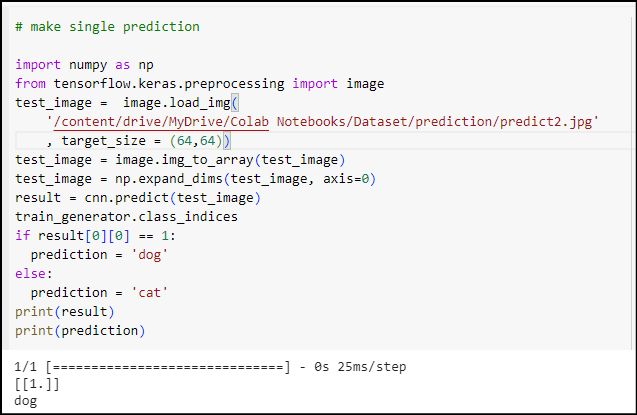 # make single prediction
import numpy as np
from tensorflow.keras.preprocessing import image
test_image =  image.load_img(
    '/content/drive/MyDrive/Colab Notebooks/Dataset/prediction/predict2.jpg'
    , target_size = (64,64))
test_image = image.img_to_array(test_image)
test_image = np.expand_dims(test_image, axis=0)
result = cnn.predict(test_image)
train_generator.class_indices
if result[0][0] == 1:
  prediction = 'dog'
else:
  prediction = 'cat'
print(result)
print(prediction)
1/1 [==============================] - 0s 25ms/step
[[1.]]
dog